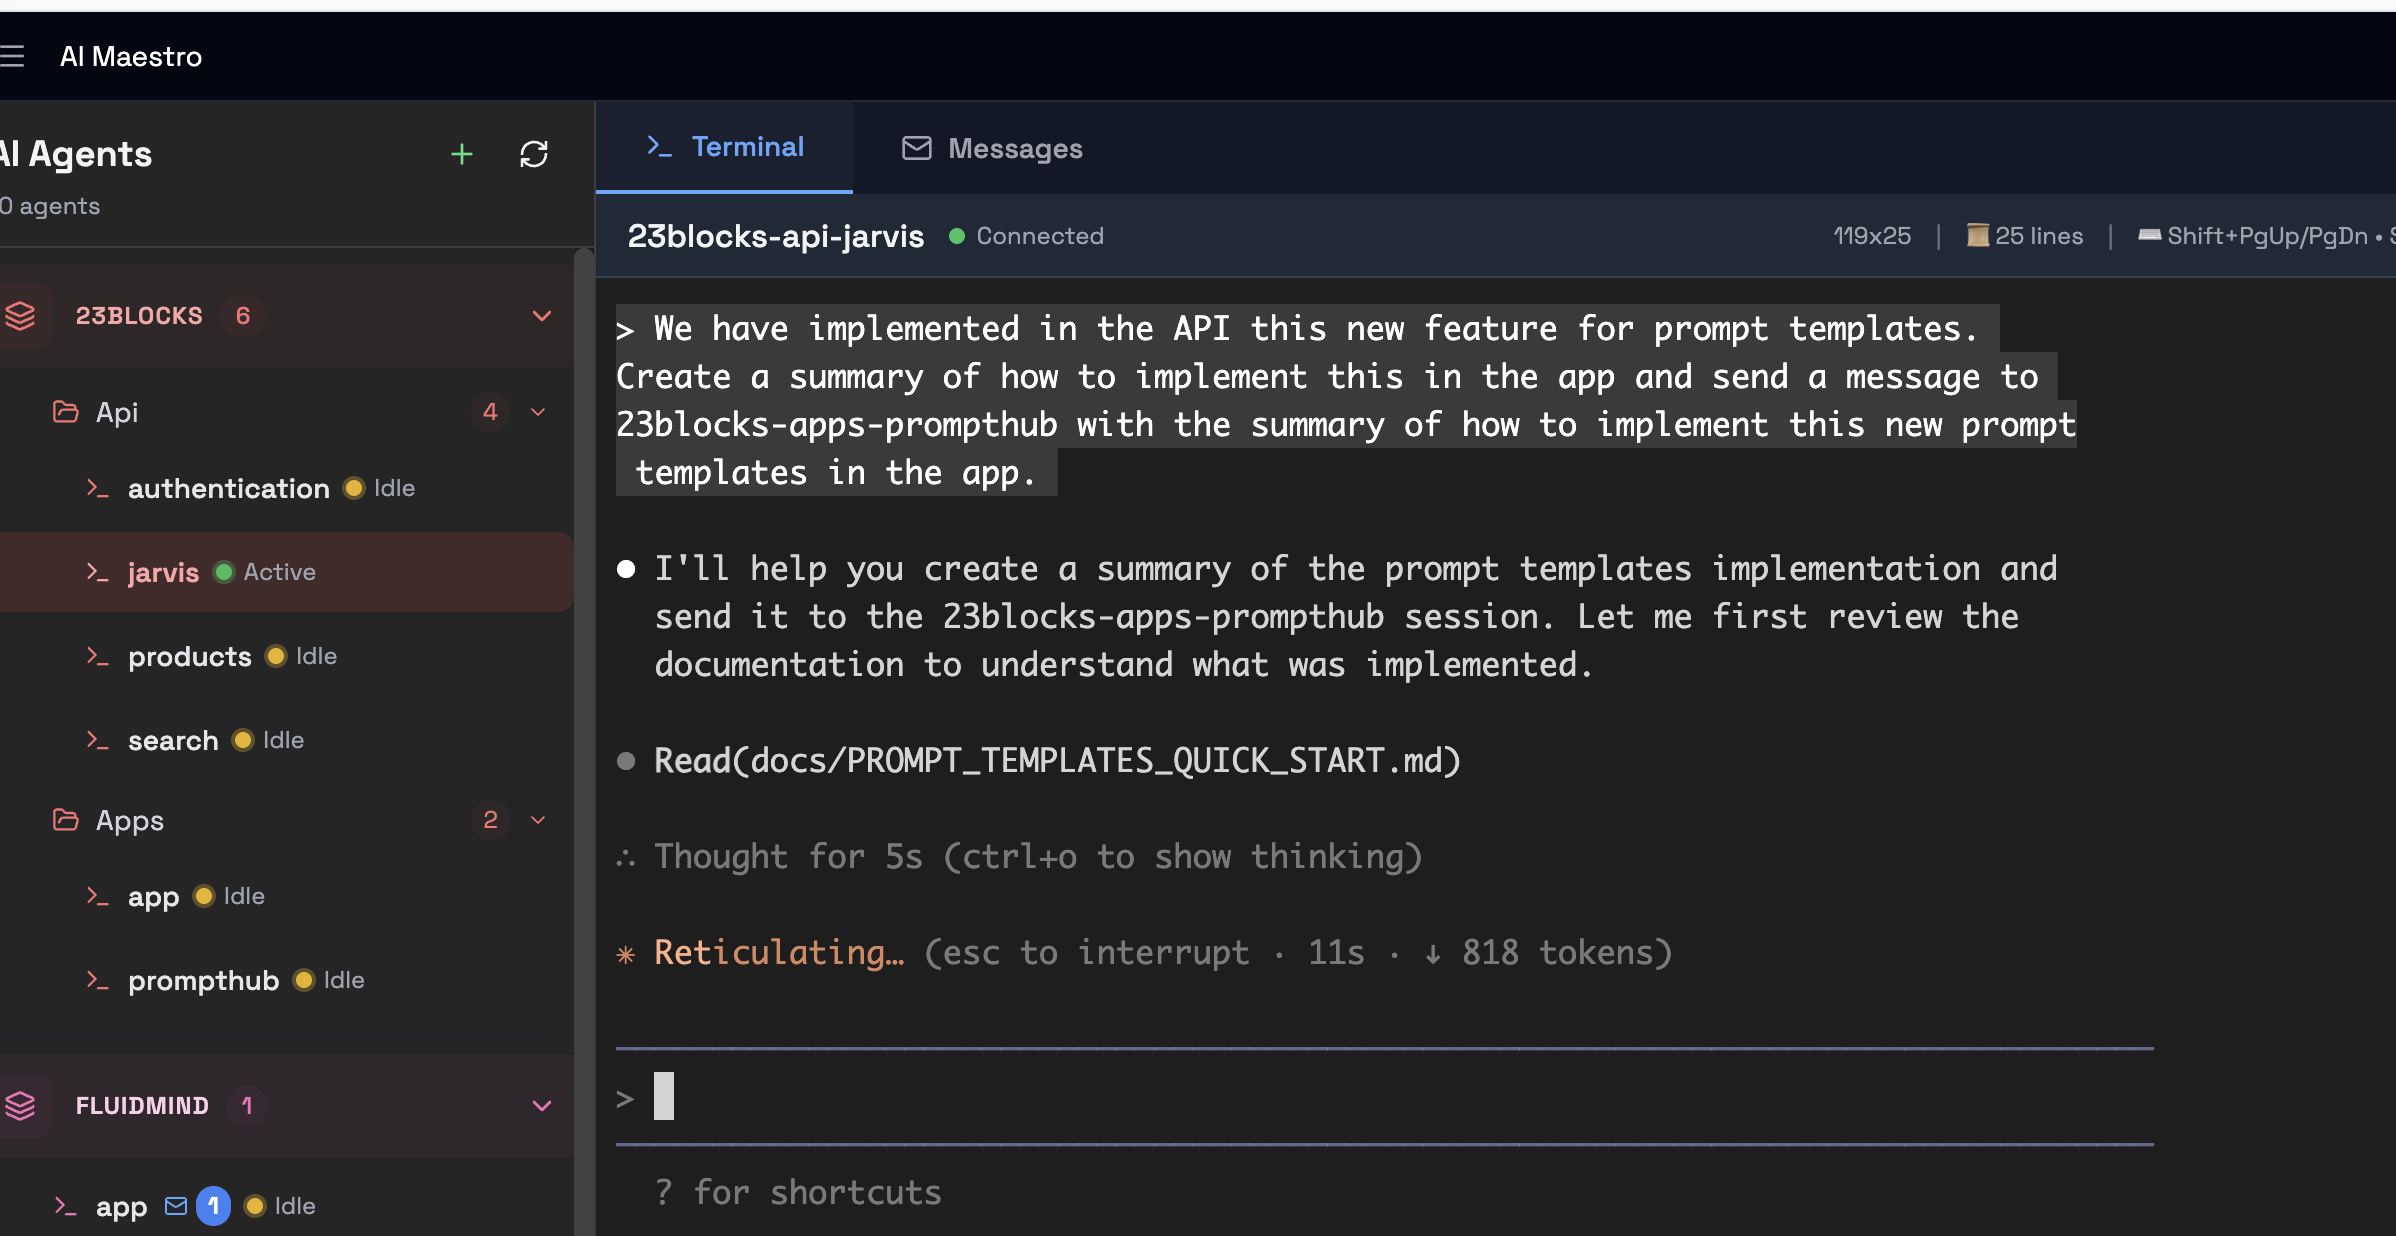 AI Maestro
AI Agents
0 agents
23BLOCKS 6
Api 4
authentication Idle
jarvis Active
products Idle
search Idle
Apps 2
app Idle
prompthub Idle
FLUIDMIND 1
app 1 Idle
Terminal
Messages
23blocks-api-jarvis Connected
119x25 | 25 lines | Shift+PgUp/PgDn •
> We have implemented in the API this new feature for prompt templates.
Create a summary of how to implement this in the app and send a message to
23blocks-apps-prompthub with the summary of how to implement this new prompt
templates in the app.
● I'll help you create a summary of the prompt templates implementation and
send it to the 23blocks-apps-prompthub session. Let me first review the
documentation to understand what was implemented.
● Read(docs/PROMPT_TEMPLATES_QUICK_START.md)
∴ Thought for 5s (ctrl+o to show thinking)
✳ Reticulating… (esc to interrupt · 11s · ↓ 818 tokens)
>
? for shortcuts